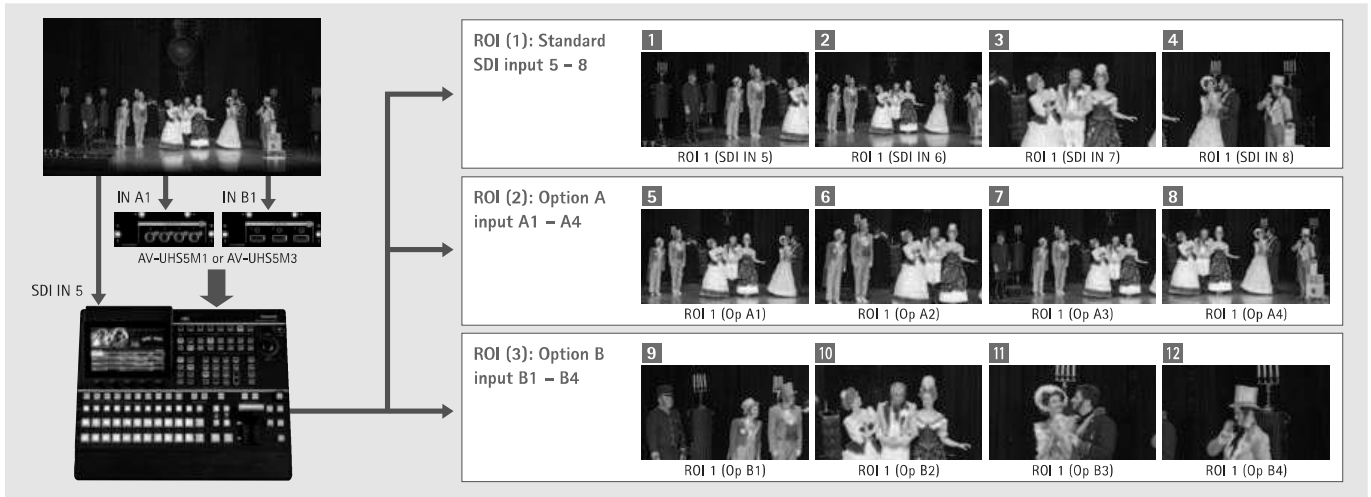 IN A1
IN B1
AV-UHS5M1 or AV-UHS5M3
SDI IN 5
ROI (1): Standard
SDI input 5 – 8
1
2
3
4
ROI 1 (SDI IN 5)
ROI 1 (SDI IN 6)
ROI 1 (SDI IN 7)
ROI 1 (SDI IN 8)
ROI (2): Option A
input A1 – A4
5
6
7
8
ROI 1 (Op A1)
ROI 1 (Op A2)
ROI 1 (Op A3)
ROI 1 (Op A4)
ROI (3): Option B
input B1 – B4
9
10
11
12
ROI 1 (Op B1)
ROI 1 (Op B2)
ROI 1 (Op B3)
ROI 1 (Op B4)